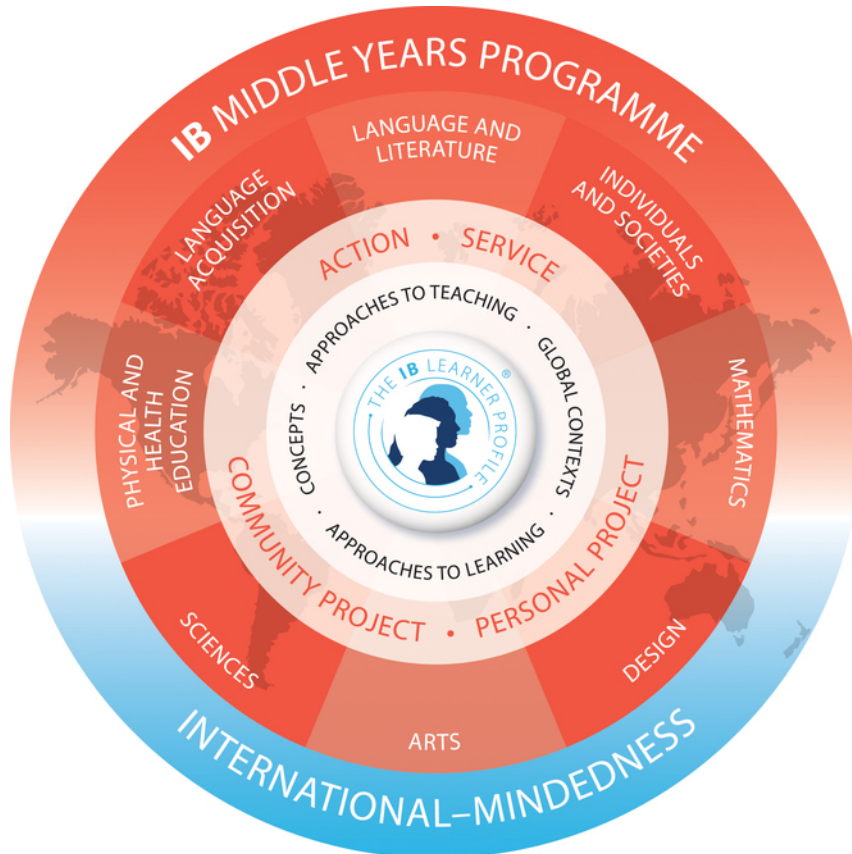 IB MIDDLE YEARS PROGRAMME
LANGUAGE AND
LITERATURE
INDIVIDUALS
AND SOCIETIES
MATHEMATICS
DESIGN
ARTS
SCIENCES
PHYSICAL AND
HEALTH
EDUCATION
LANGUAGE
ACQUISITION
ACTION • SERVICE
PERSONAL PROJECT
COMMUNITY PROJECT •
APPROACHES TO TEACHING ·
GLOBAL CONTEXTS ·
APPROACHES TO LEARNING ·
CONCEPTS ·
THE IB LEARNER PROFILE ®
INTERNATIONAL–MINDEDNESS